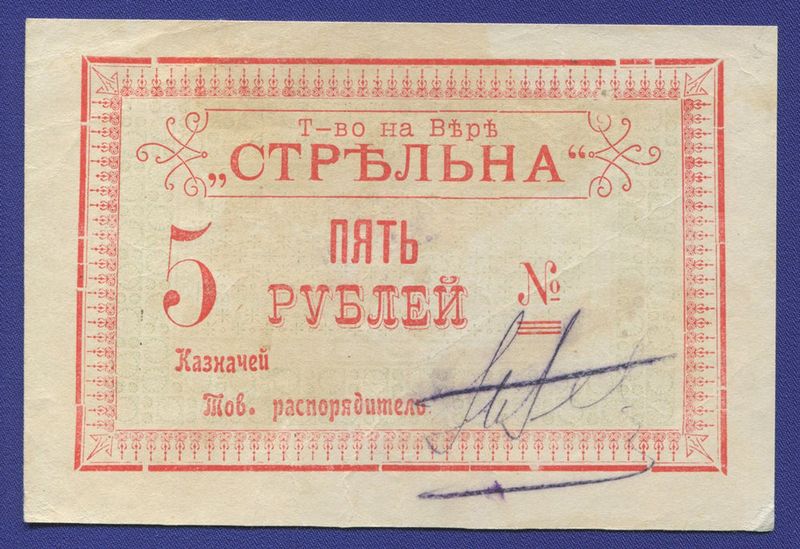 Т-во на Вѣрѣ
„СТРѢЛЬНА“
5 ПЯТЬ
РУБЛЕЙ №
Казначей
Тов. распорядитель